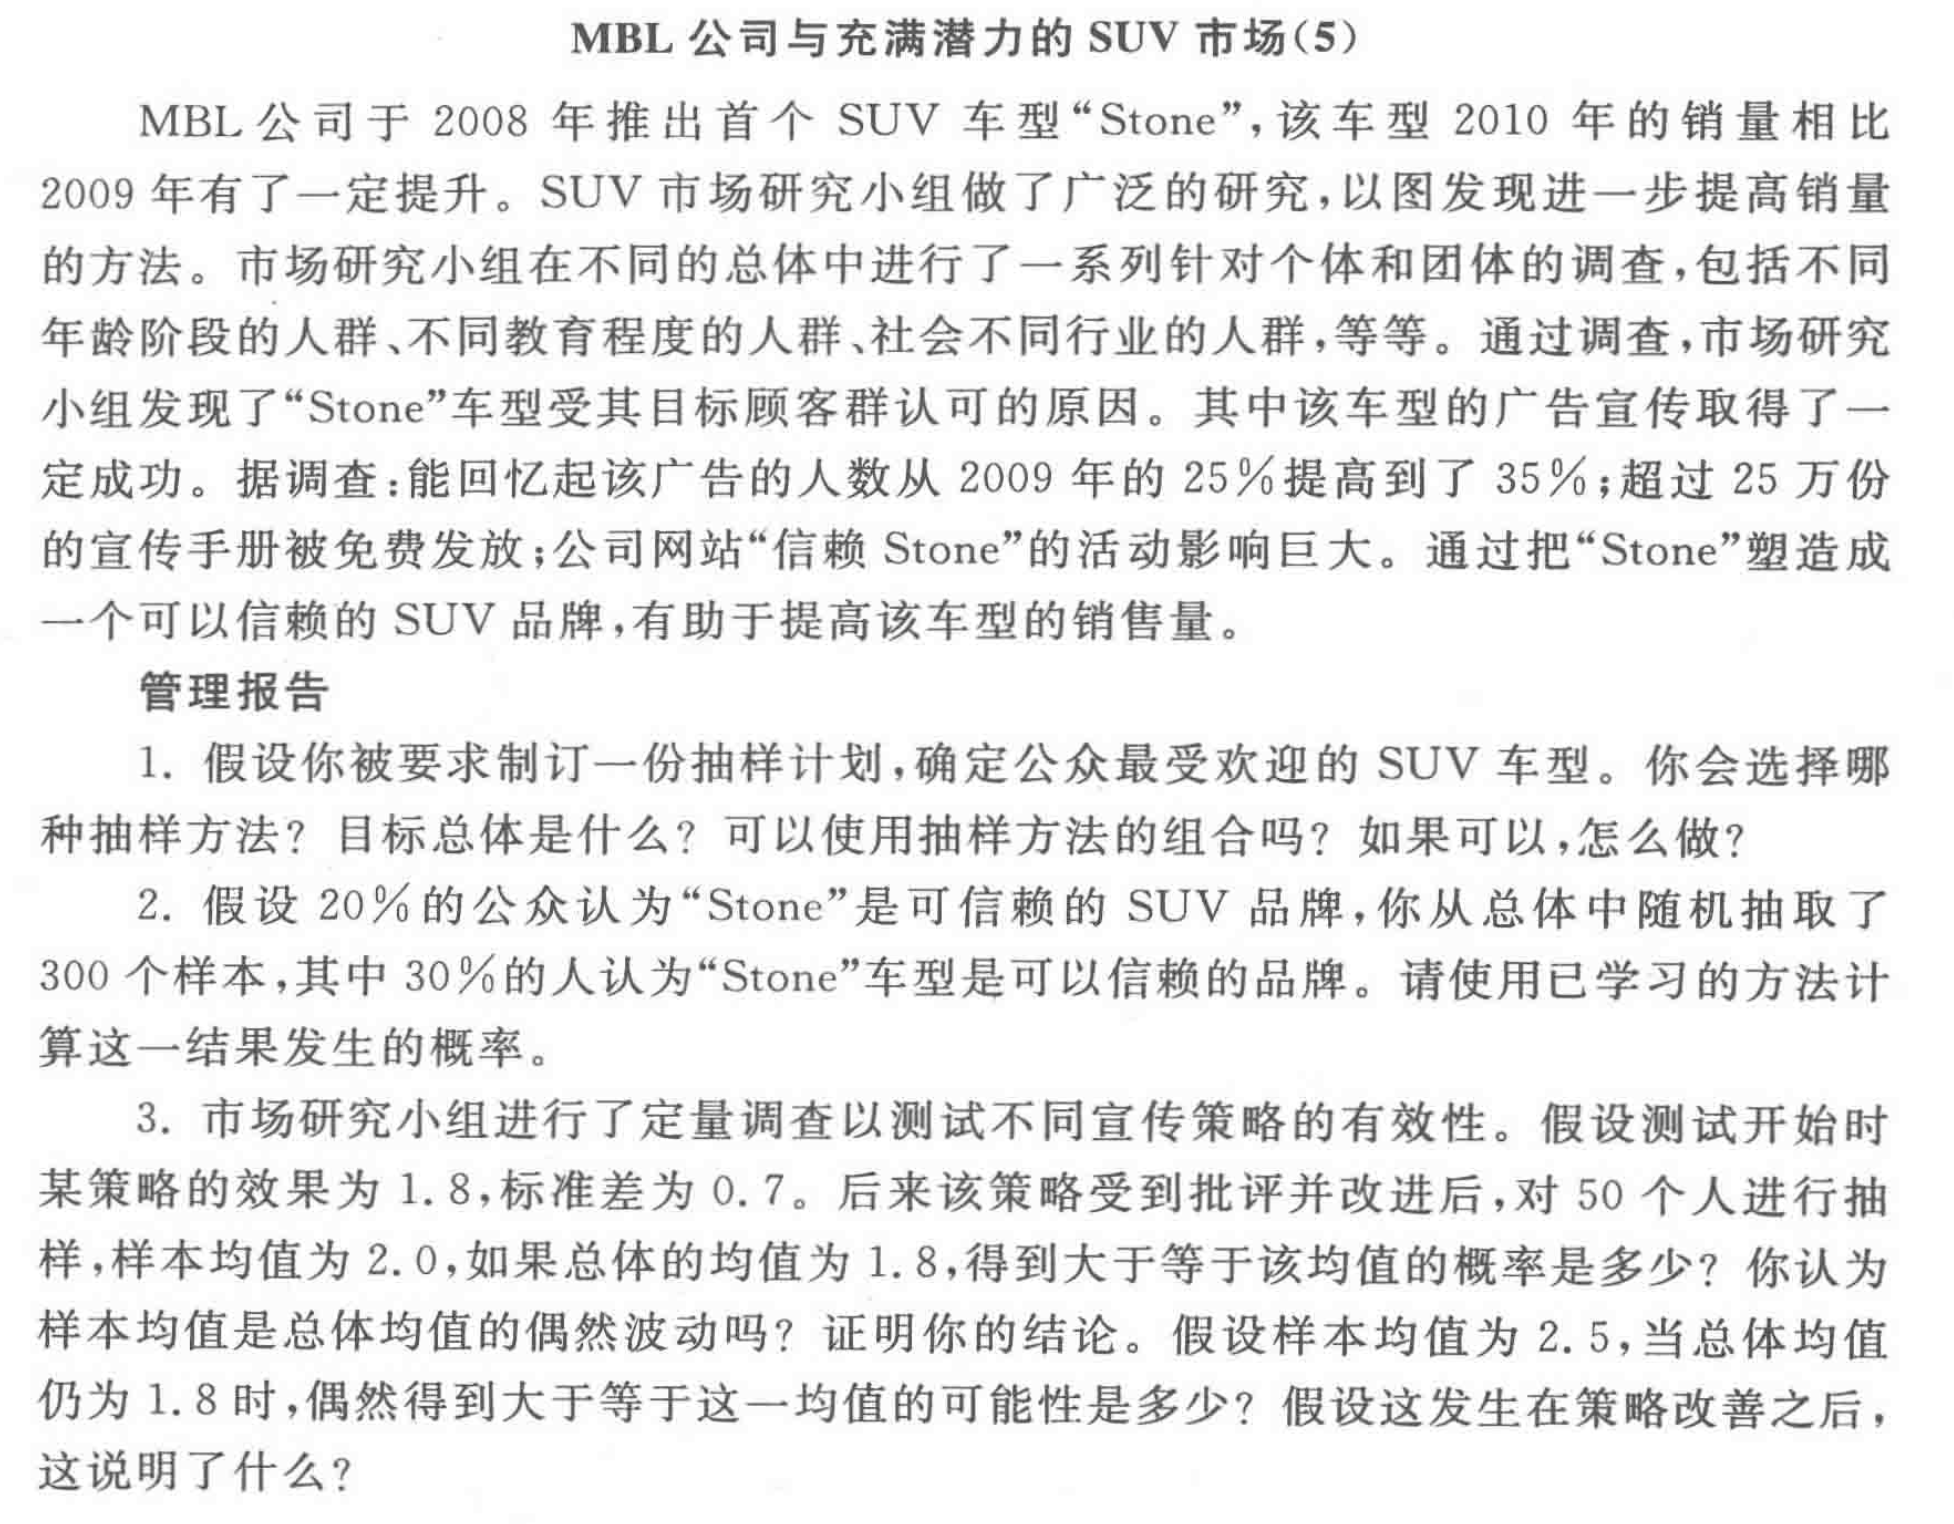 MBL 公司与充满潜力的 SUV 市场(5)
MBL 公司于 2008 年推出首个 SUV 车型“Stone”,该车型 2010 年的销量相比
2009 年有了一定提升。SUV 市场研究小组做了广泛的研究,以图发现进一步提高销量
的方法。市场研究小组在不同的总体中进行了一系列针对个体和团体的调查,包括不同
年龄阶段的人群、不同教育程度的人群、社会不同行业的人群,等等。通过调查,市场研究
小组发现了“Stone”车型受其目标顾客群认可的原因。其中该车型的广告宣传取得了一
定成功。据调查:能回忆起该广告的人数从 2009 年的 25%提高到了 35%;超过 25 万份
的宣传手册被免费发放;公司网站“信赖 Stone”的活动影响巨大。通过把“Stone”塑造成
一个可以信赖的 SUV 品牌,有助于提高该车型的销售量。
管理报告
1. 假设你被要求制订一份抽样计划,确定公众最受欢迎的 SUV 车型。你会选择哪
种抽样方法? 目标总体是什么? 可以使用抽样方法的组合吗? 如果可以,怎么做?
2. 假设 20%的公众认为“Stone”是可信赖的 SUV 品牌,你从总体中随机抽取了
300 个样本,其中 30%的人认为“Stone”车型是可以信赖的品牌。请使用已学习的方法计
算这一结果发生的概率。
3. 市场研究小组进行了定量调查以测试不同宣传策略的有效性。假设测试开始时
某策略的效果为 1.8,标准差为 0.7。后来该策略受到批评并改进后,对 50 个人进行抽
样,样本均值为 2.0,如果总体的均值为 1.8,得到大于等于该均值的概率是多少? 你认为
样本均值是总体均值的偶然波动吗? 证明你的结论。假设样本均值为 2.5,当总体均值
仍为 1.8 时,偶然得到大于等于这一均值的可能性是多少? 假设这发生在策略改善之后,
这说明了什么?